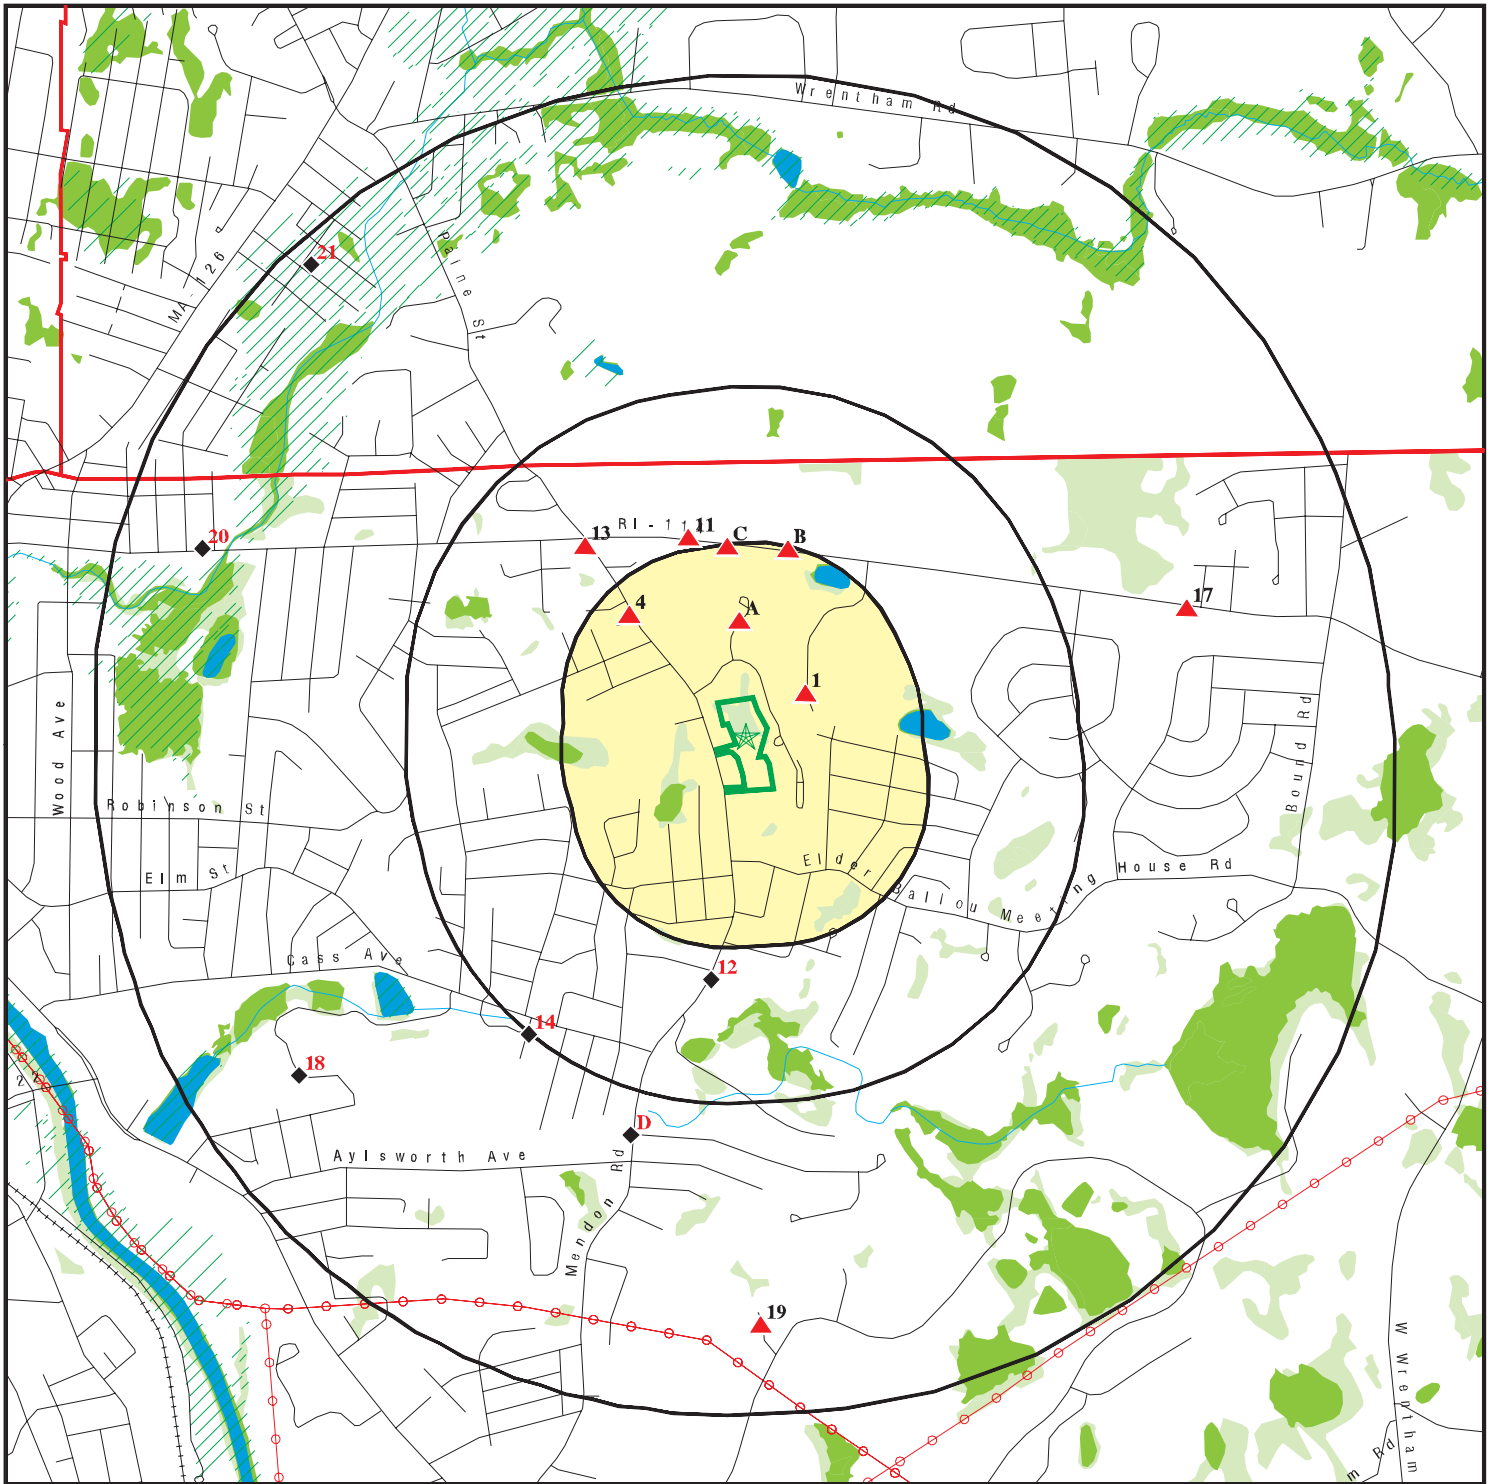 Wrentham Rd
MA-126
21
Paine St
20
13
RI-11
11
C
B
4
A
17
1
Wood Ave
Robinson St
Bound Rd
Elm St
Elder Ballou Meeting House Rd
Cass Ave
12
14
18
D
Aylsworth Ave
Mendon Rd
19
W Wrentham
m Rd